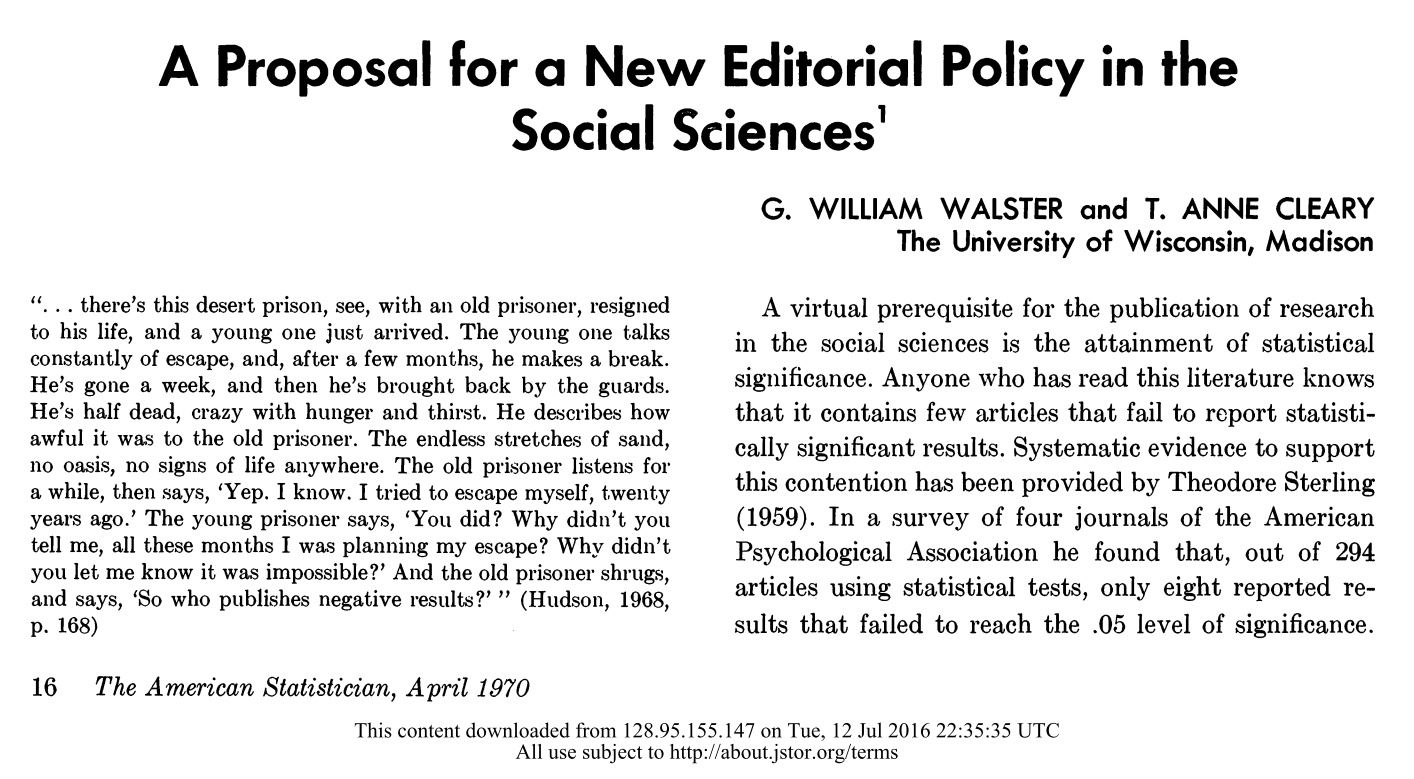 A Proposal for a New Editorial Policy in the
Social Sciences¹
G. WILLIAM WALSTER and T. ANNE CLEARY
The University of Wisconsin, Madison
“. . . there’s this desert prison, see, with an old prisoner, resigned
to his life, and a young one just arrived. The young one talks
constantly of escape, and, after a few months, he makes a break.
He’s gone a week, and then he’s brought back by the guards.
He’s half dead, crazy with hunger and thirst. He describes how
awful it was to the old prisoner. The endless stretches of sand,
no oasis, no signs of life anywhere. The old prisoner listens for
a while, then says, ‘Yep. I know. I tried to escape myself, twenty
years ago.’ The young prisoner says, ‘You did? Why didn’t you
tell me, all these months I was planning my escape? Why didn’t
you let me know it was impossible?’ And the old prisoner shrugs,
and says, ‘So who publishes negative results?’ ” (Hudson, 1968,
p. 168)
A virtual prerequisite for the publication of research
in the social sciences is the attainment of statistical
significance. Anyone who has read this literature knows
that it contains few articles that fail to report statisti-
cally significant results. Systematic evidence to support
this contention has been provided by Theodore Sterling
(1959). In a survey of four journals of the American
Psychological Association he found that, out of 294
articles using statistical tests, only eight reported re-
sults that failed to reach the .05 level of significance.
16 The American Statistician, April 1970
This content downloaded from 128.95.155.147 on Tue, 12 Jul 2016 22:35:35 UTC
All use subject to http://about.jstor.org/terms